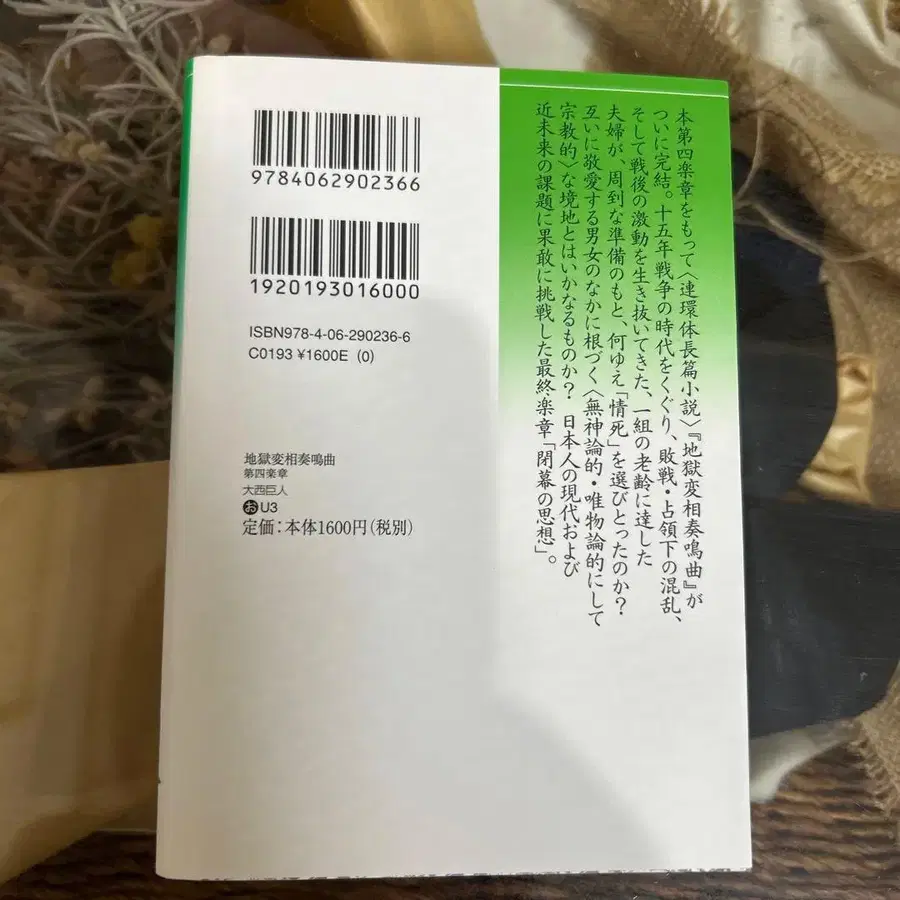 9784062902366
1920193016000
ISBN978-4-06-290236-6
C0193 ¥1600E (0)
地獄変相奏鳴曲
第四楽章
大西巨人
お U3
定価:本体1600円(税別)
本第四楽章をもって〈連環体長篇小説〉『地獄変相奏鳴曲』が
ついに完結。十五年戦争の時代をくぐり、敗戦・占領下の混乱、
そして戦後の激動を生き抜いてきた、一組の老齢に達した
夫婦が、周到な準備のもと、何ゆえ「情死」を選びとったのか?
互いに敬愛する男女のなかに根づく〈無神論的・唯物論的にして
宗教的〉な境地とはいかなるものか? 日本人の現代および
近未来の課題に果敢に挑戦した最終楽章「閉幕の思想」。